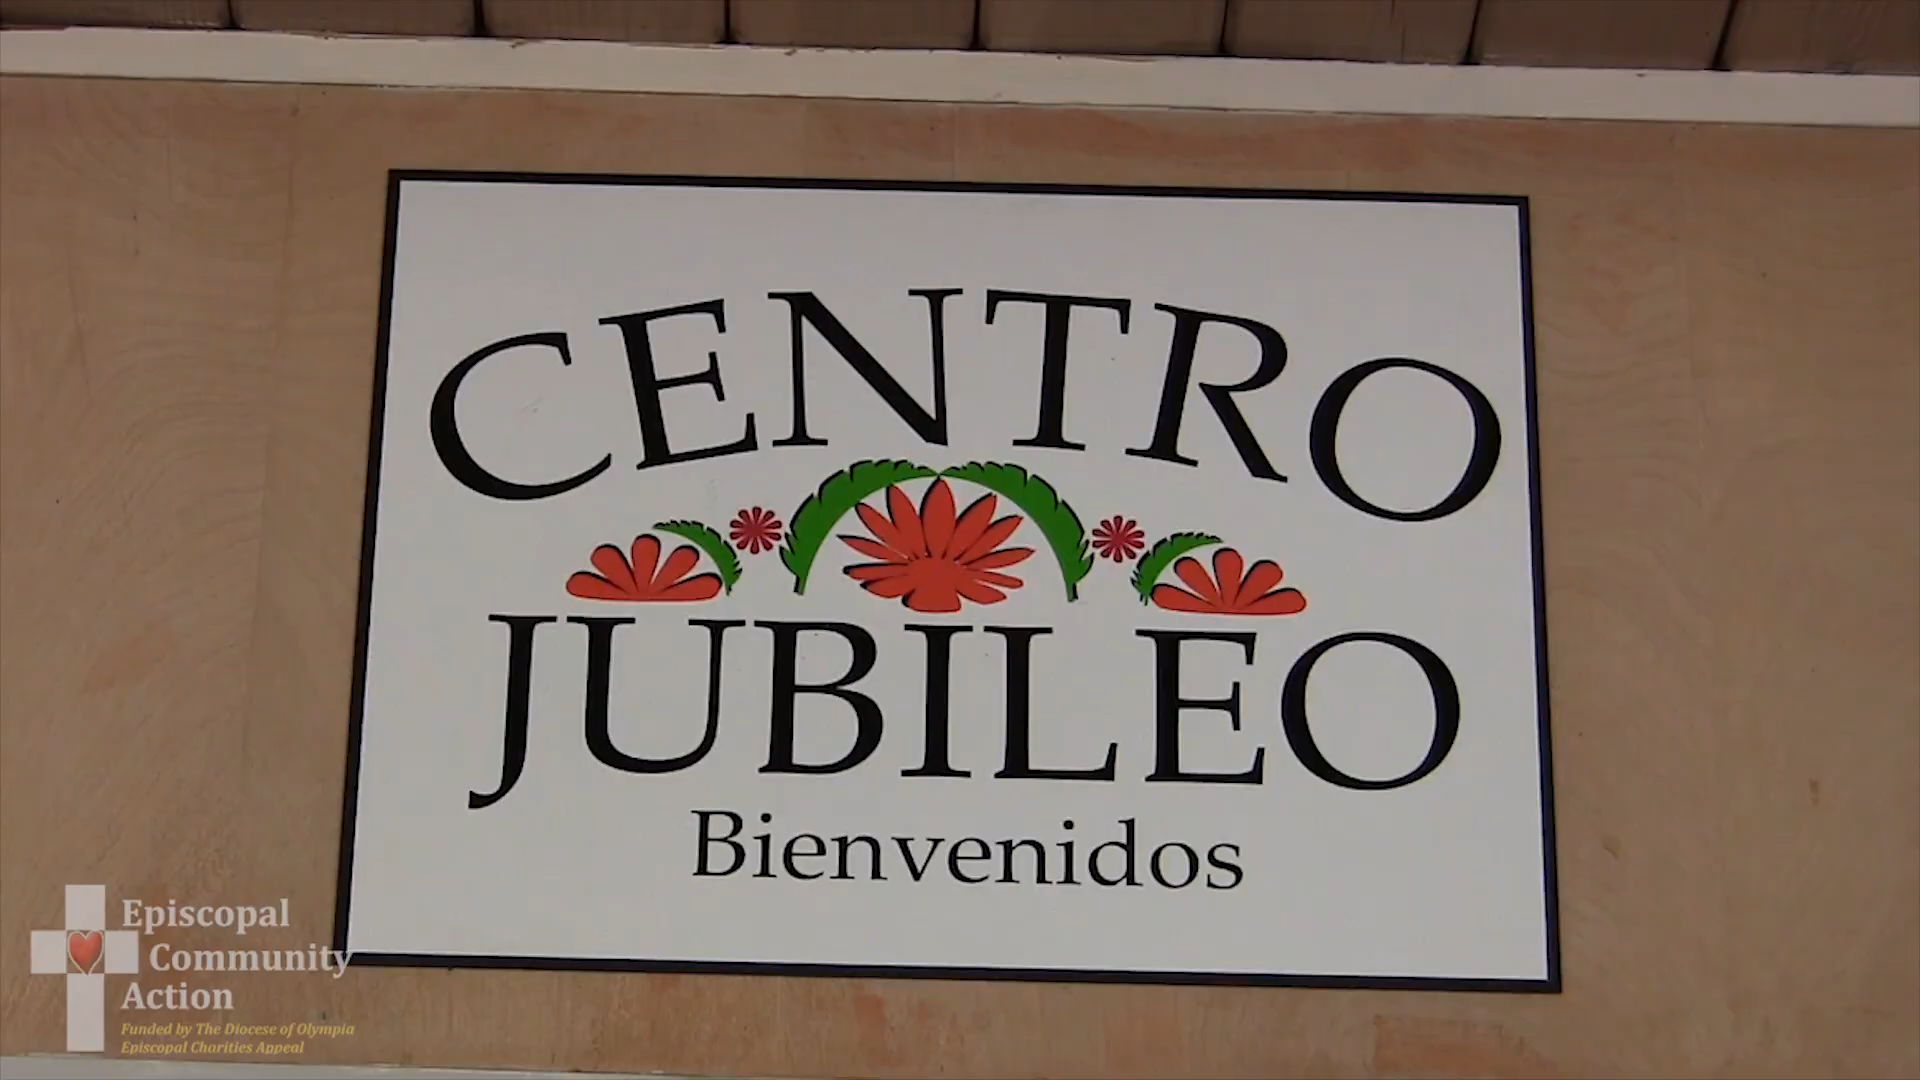 CENTRO
JUBILEO
Bienvenidos
Episcopal
Community
Action
Funded by The Diocese of Olympia
Episcopal Charities Appeal